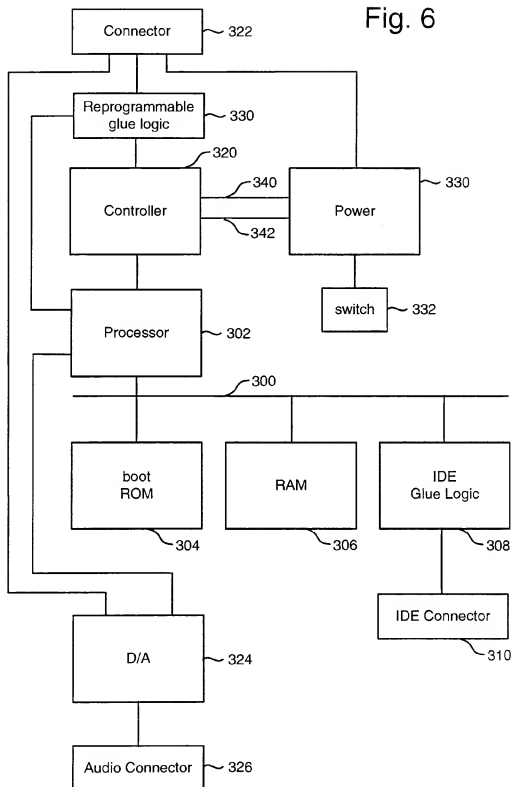 Fig. 6
Connector
322
Reprogrammable
glue logic
330
320
Controller
340
342
Power
330
switch
332
Processor
302
300
boot
ROM
304
RAM
306
IDE
Glue Logic
308
IDE Connector
310
D/A
324
Audio Connector
326